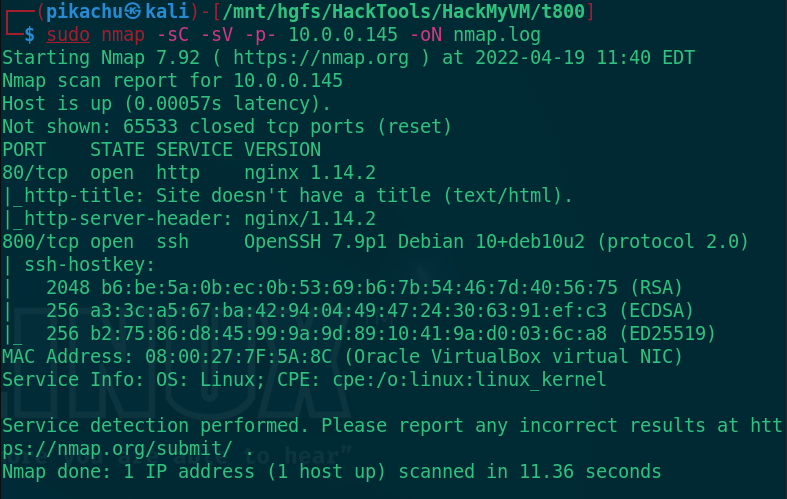 ┌──(pikachu㉿kali)-[/mnt/hgfs/HackTools/HackMyVM/t800]
└─$ sudo nmap -sC -sV -p- 10.0.0.145 -oN nmap.log
Starting Nmap 7.92 ( https://nmap.org ) at 2022-04-19 11:40 EDT
Nmap scan report for 10.0.0.145
Host is up (0.00057s latency).
Not shown: 65533 closed tcp ports (reset)
PORT    STATE SERVICE VERSION
80/tcp  open  http    nginx 1.14.2
|_http-title: Site doesn't have a title (text/html).
|_http-server-header: nginx/1.14.2
800/tcp open  ssh     OpenSSH 7.9p1 Debian 10+deb10u2 (protocol 2.0)
| ssh-hostkey:
|   2048 b6:be:5a:0b:ec:0b:53:69:b6:7b:54:46:7d:40:56:75 (RSA)
|   256 a3:3c:a5:67:ba:42:94:04:49:47:24:30:63:91:ef:c3 (ECDSA)
|_  256 b2:75:86:d8:45:99:9a:9d:89:10:41:9a:d0:03:6c:a8 (ED25519)
MAC Address: 08:00:27:7F:5A:8C (Oracle VirtualBox virtual NIC)
Service Info: OS: Linux; CPE: cpe:/o:linux:linux_kernel

Service detection performed. Please report any incorrect results at htt
ps://nmap.org/submit/ .
Nmap done: 1 IP address (1 host up) scanned in 11.36 seconds